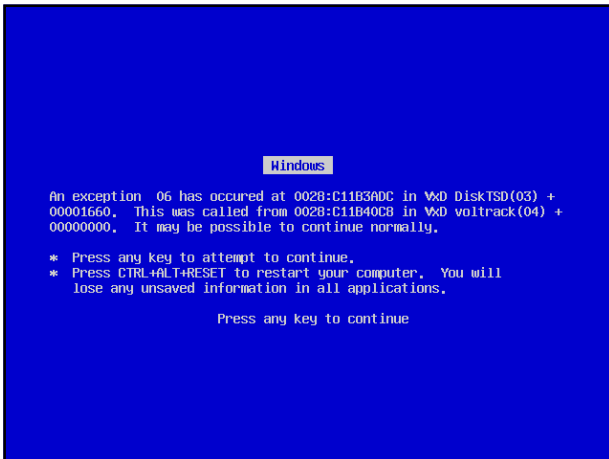 Windows
An exception 06 has occured at 0028:C11B3ADC in VxD DiskTSD(03) +
00001660. This was called from 0028:C11B40C8 in VxD voltrack(04) +
00000000. It may be possible to continue normally.
* Press any key to attempt to continue.
* Press CTRL+ALT+RESET to restart your computer. You will
lose any unsaved information in all applications.
Press any key to continue